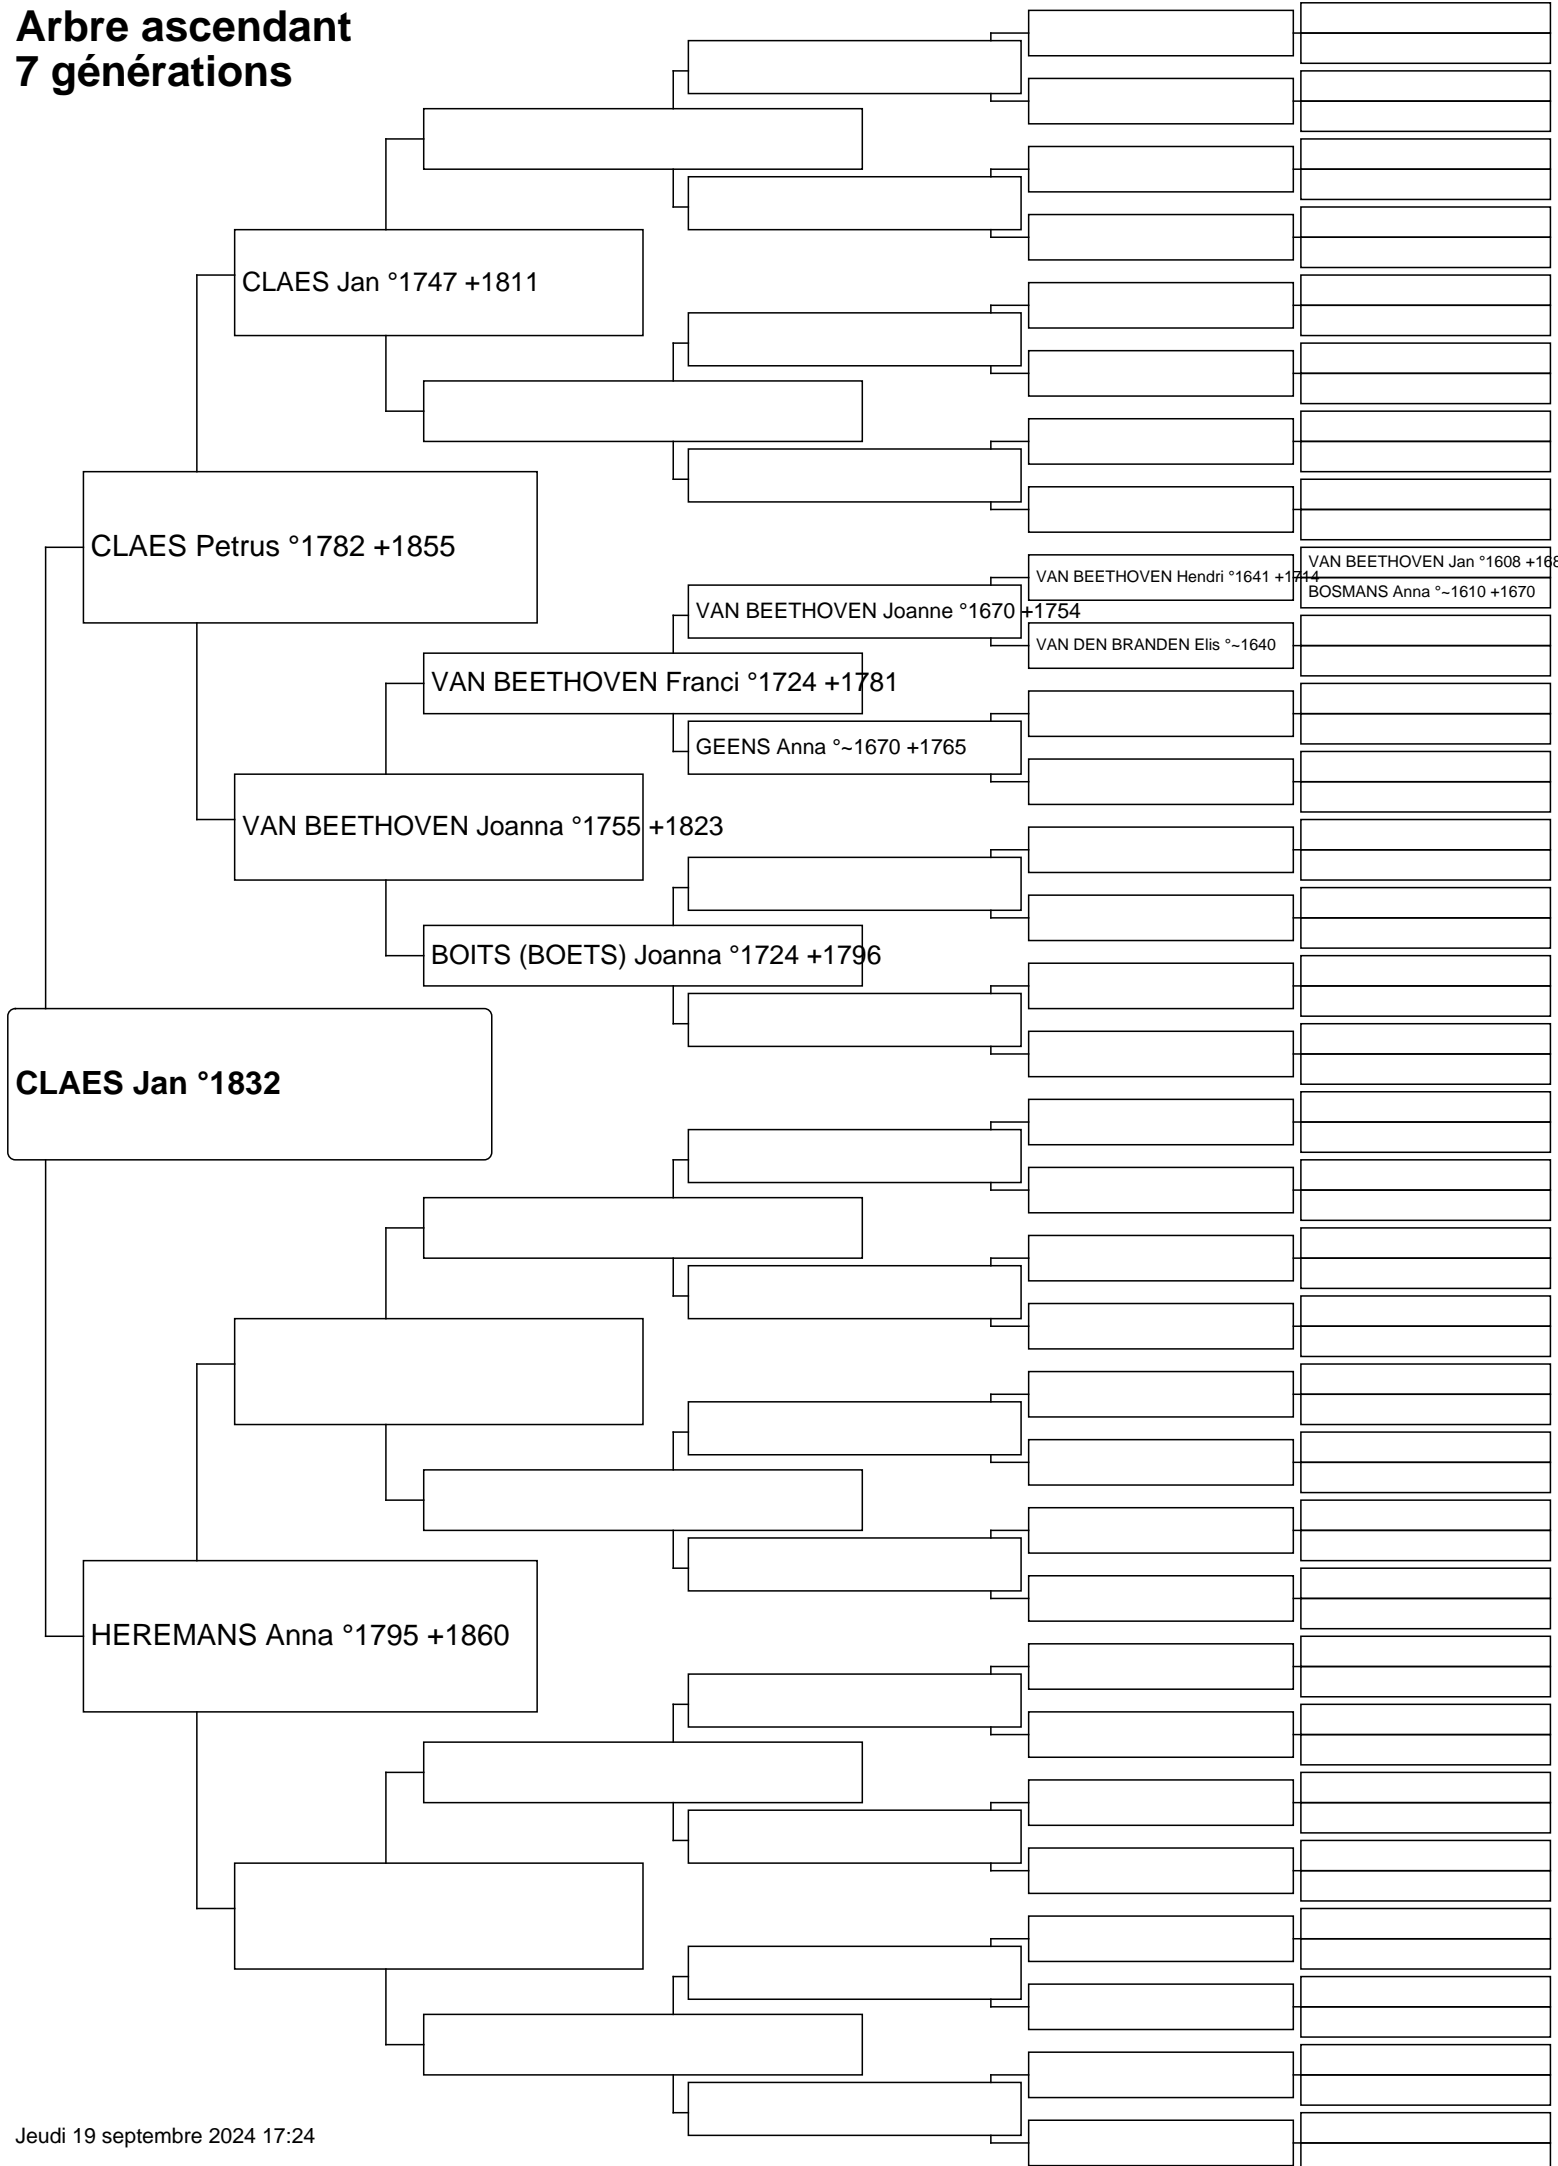 Arbre ascendant
7 générations
CLAES Jan °1747 +1811
CLAES Petrus °1782 +1855
VAN BEETHOVEN Jan °1608 +168
VAN BEETHOVEN Hendri °1641 +1714
BOSMANS Anna °~1610 +1670
VAN BEETHOVEN Joanne °1670 +1754
VAN DEN BRANDEN Elis °~1640
VAN BEETHOVEN Franci °1724 +1781
GEENS Anna °~1670 +1765
VAN BEETHOVEN Joanna °1755 +1823
BOITS (BOETS) Joanna °1724 +1796
CLAES Jan °1832
HEREMANS Anna °1795 +1860
Jeudi 19 septembre 2024 17:24